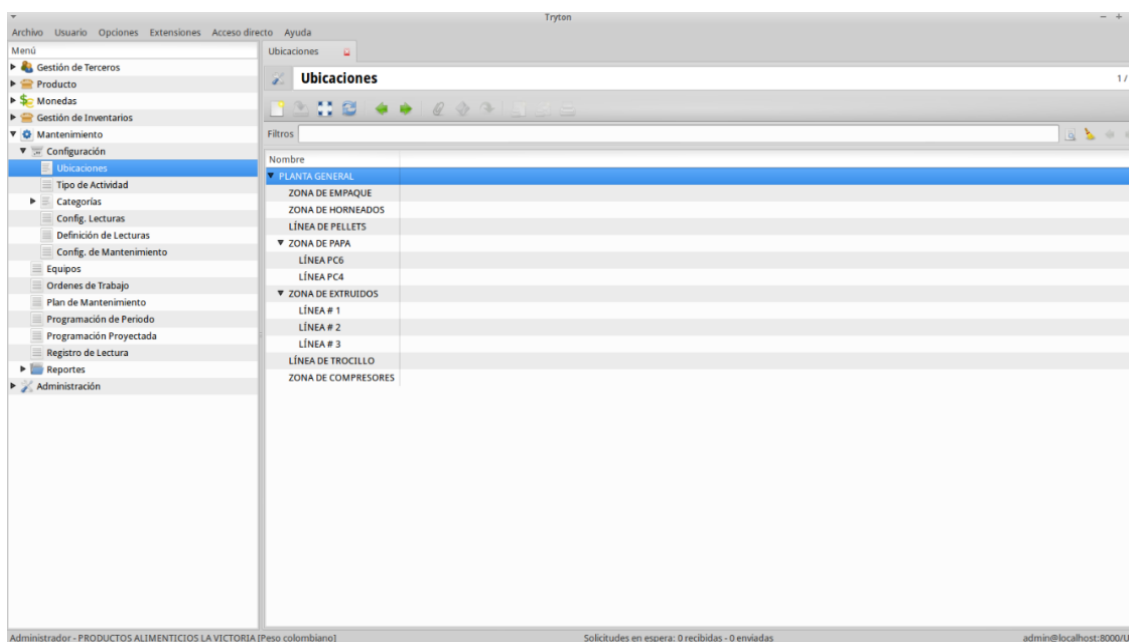 Tryton
Archivo Usuario Opciones Extensiones Acceso directo Ayuda
Menú
Gestión de Terceros
Producto
Monedas
Gestión de Inventarios
Mantenimiento
Configuración
Ubicaciones
Tipo de Actividad
Categorías
Config. Lecturas
Definición de Lecturas
Config. de Mantenimiento
Equipos
Ordenes de Trabajo
Plan de Mantenimiento
Programación de Periodo
Programación Proyectada
Registro de Lectura
Reportes
Administración
Ubicaciones
Ubicaciones
1/
Filtros
Nombre
PLANTA GENERAL
ZONA DE EMPAQUE
ZONA DE HORNEADOS
LÍNEA DE PELLETS
ZONA DE PAPA
LÍNEA PC6
LÍNEA PC4
ZONA DE EXTRUIDOS
LÍNEA # 1
LÍNEA # 2
LÍNEA # 3
LÍNEA DE TROCILLO
ZONA DE COMPRESORES
Administrador - PRODUCTOS ALIMENTICIOS LA VICTORIA [Peso colombiano]
Solicitudes en espera: 0 recibidas - 0 enviadas
admin@localhost:8000/U